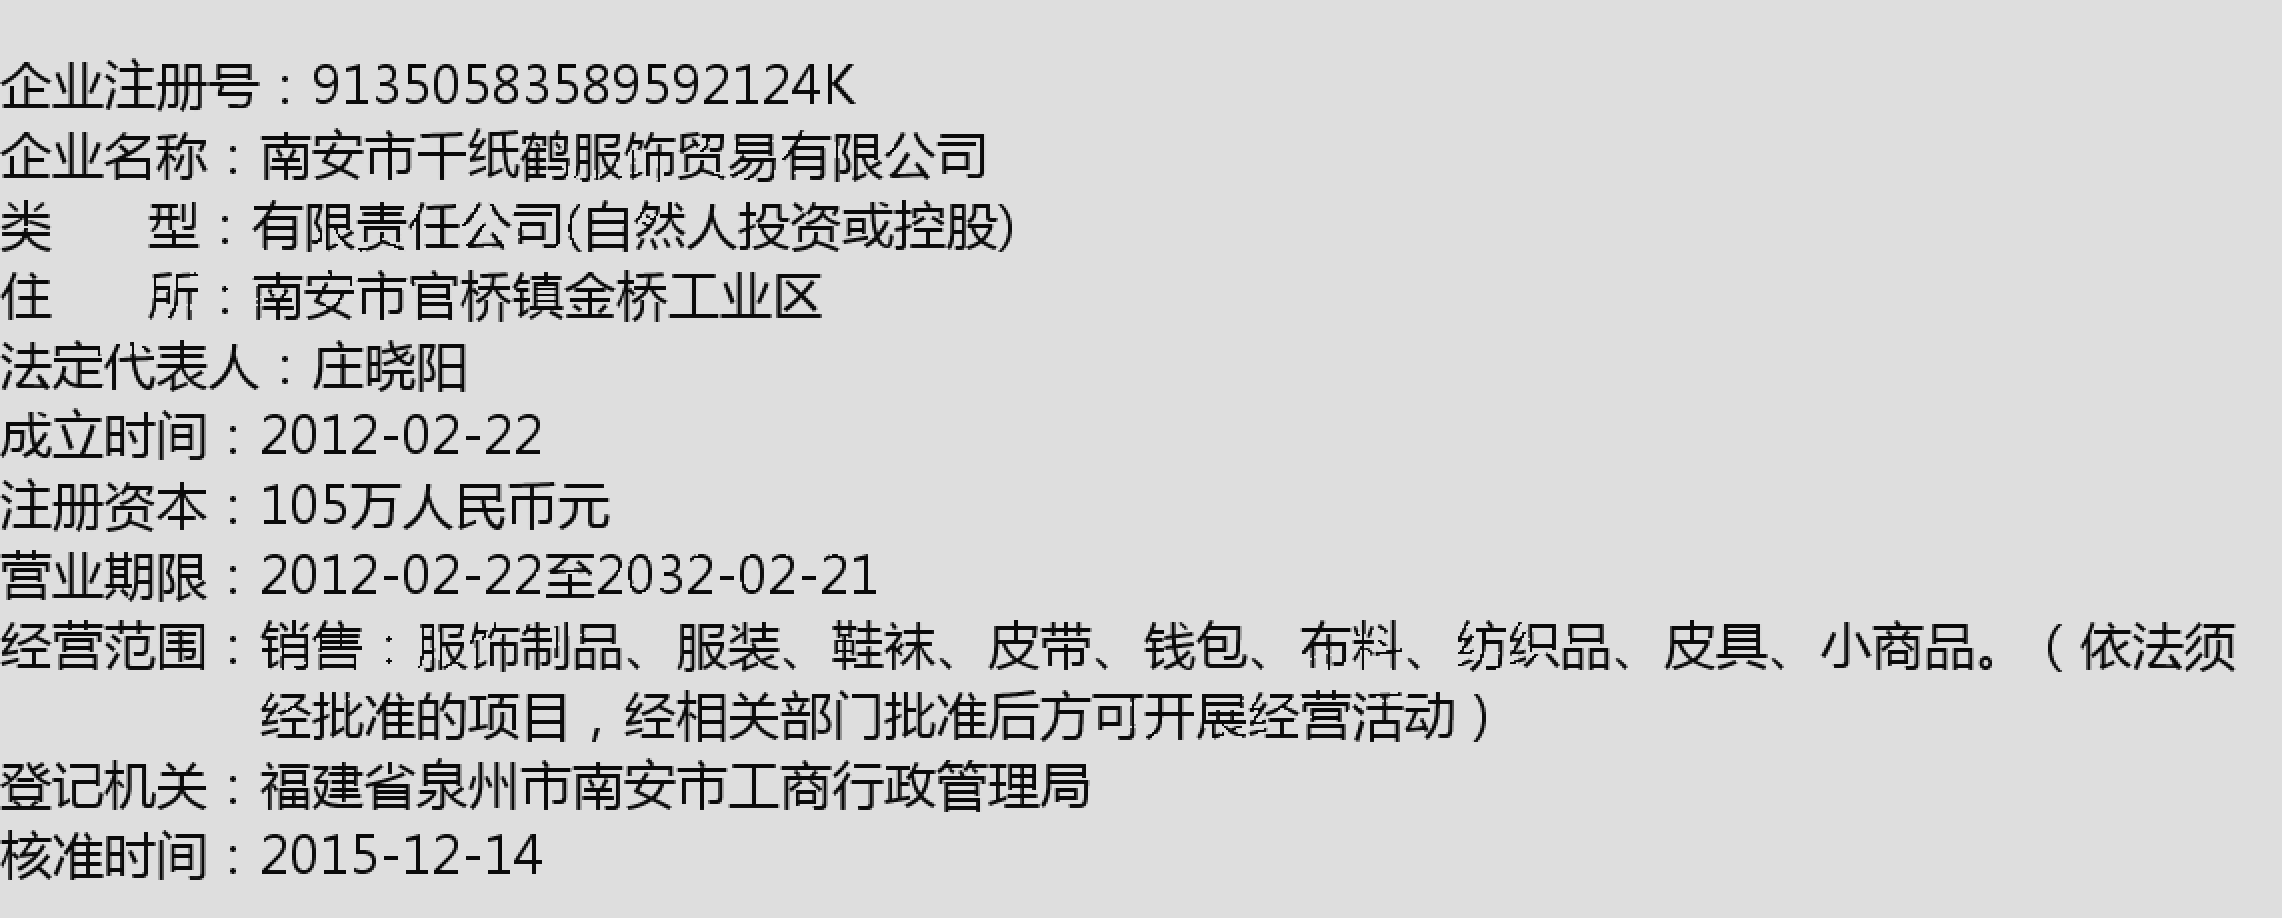 企业注册号：91350583589592124K
企业名称：南安市千纸鹤服饰贸易有限公司
类　　型：有限责任公司(自然人投资或控股)
住　　所：南安市官桥镇金桥工业区
法定代表人：庄晓阳
成立时间：2012-02-22
注册资本：105万人民币元
营业期限：2012-02-22至2032-02-21
经营范围：销售：服饰制品、服装、鞋袜、皮带、钱包、布料、纺织品、皮具、小商品。（依法须
经批准的项目，经相关部门批准后方可开展经营活动）
登记机关：福建省泉州市南安市工商行政管理局
核准时间：2015-12-14